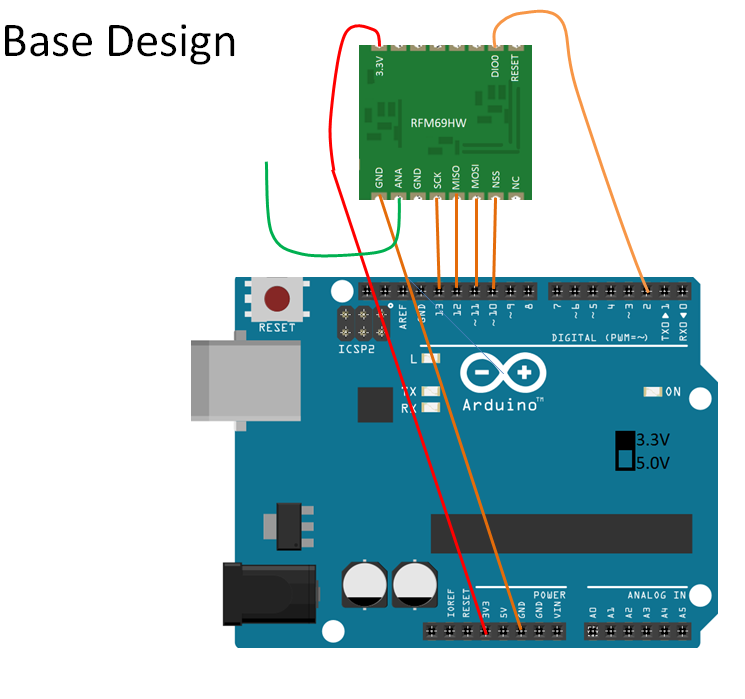 Base Design
3.3V
DIO0
RESET
RFM69HW
GND
ANA
GND
SCK
MISO
MOSI
NSS
NC
RESET
ICSP2
AREF
GND
13
12
~11
~10
~9
8
7
~6
~5
4
~3
2
TX0▶1
RX0◀0
DIGITAL (PWM=~)
L
TX
RX
Arduino™
ON
3.3V
5.0V
POWER
ANALOG IN
IOREF
RESET
3V3
5V
GND
GND
VIN
A0
A1
A2
A3
A4
A5